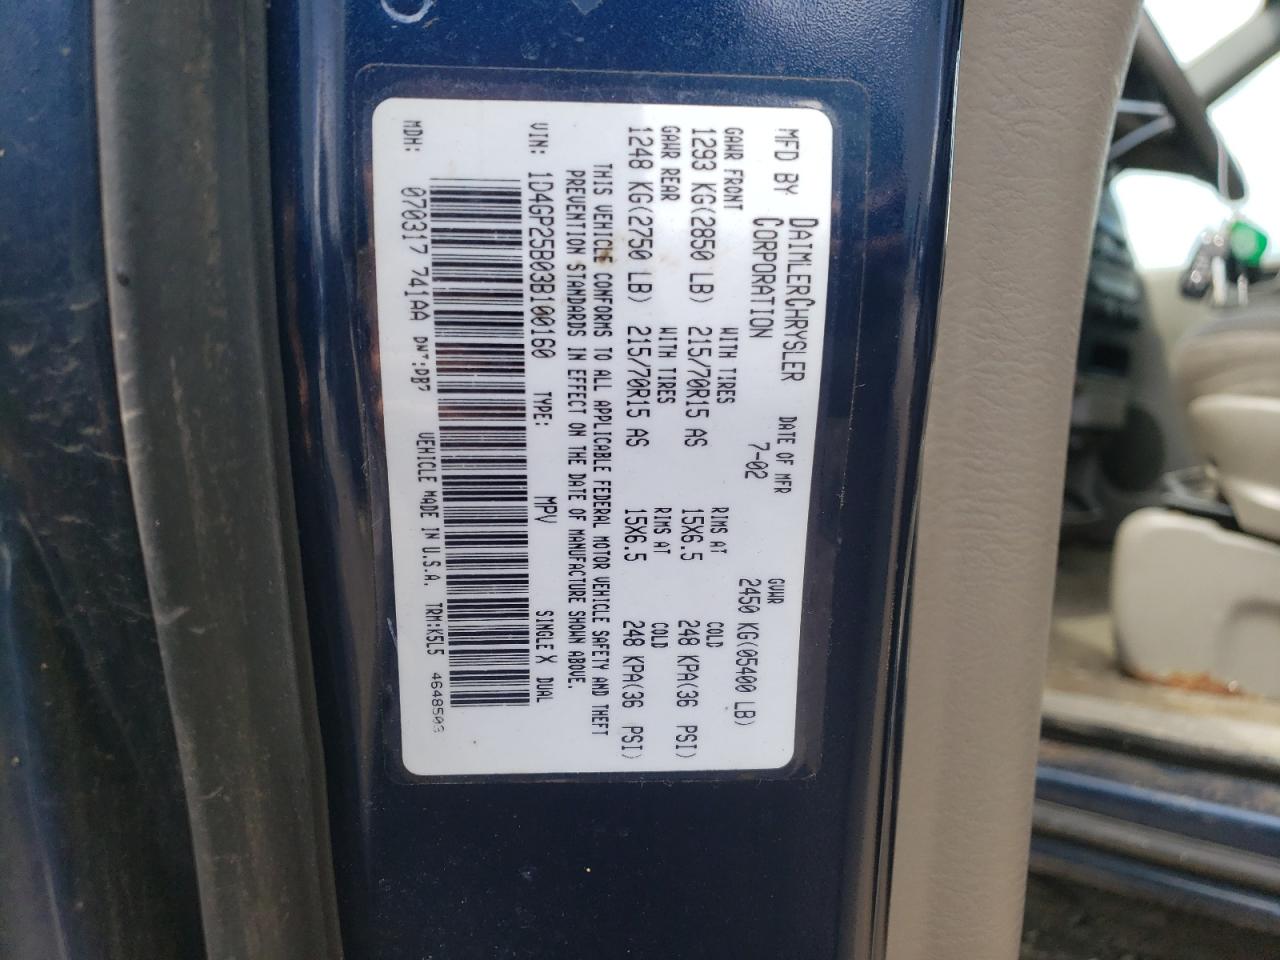 MFD BY DAIMLERCHRYSLER CORPORATION DATE OF MFR 7-02 GVWR 2450 KG(05400 LB)
GAWR FRONT WITH TIRES RIMS AT COLD
1293 KG(2850 LB) 215/70R15 AS 15X6.5 248 KPA(36 PSI)
GAWR REAR WITH TIRES RIMS AT COLD
1248 KG(2750 LB) 215/70R15 AS 15X6.5 248 KPA(36 PSI)
THIS VEHICLE CONFORMS TO ALL APPLICABLE FEDERAL MOTOR VEHICLE SAFETY AND THEFT
PREVENTION STANDARDS IN EFFECT ON THE DATE OF MANUFACTURE SHOWN ABOVE.
VIN: 1D4GP25B03B100160 TYPE: MPV SINGLE X DUAL
MDH: 070317 741AA PNT:PB7 VEHICLE MADE IN U.S.A. TRM:K5L5 4648503